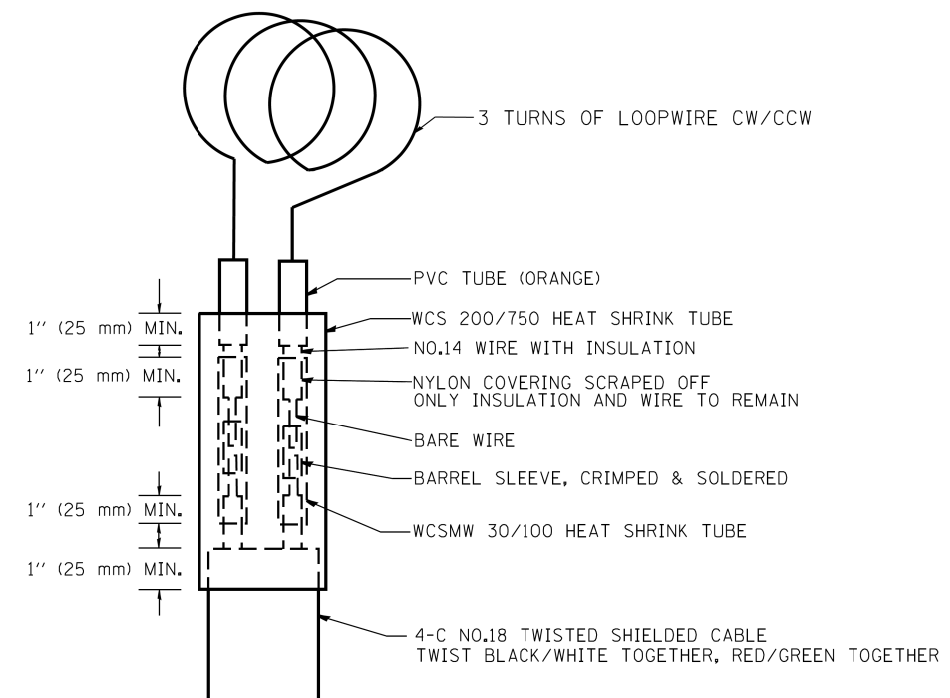 3 TURNS OF LOOPWIRE CW/CCW
PVC TUBE (ORANGE)
WCS 200/750 HEAT SHRINK TUBE
1" (25 mm) MIN.
NO.14 WIRE WITH INSULATION
1" (25 mm) MIN.
NYLON COVERING SCRAPED OFF
ONLY INSULATION AND WIRE TO REMAIN
BARE WIRE
BARREL SLEEVE, CRIMPED & SOLDERED
1" (25 mm) MIN.
WCSMW 30/100 HEAT SHRINK TUBE
1" (25 mm) MIN.
4-C NO.18 TWISTED SHIELDED CABLE
TWIST BLACK/WHITE TOGETHER, RED/GREEN TOGETHER